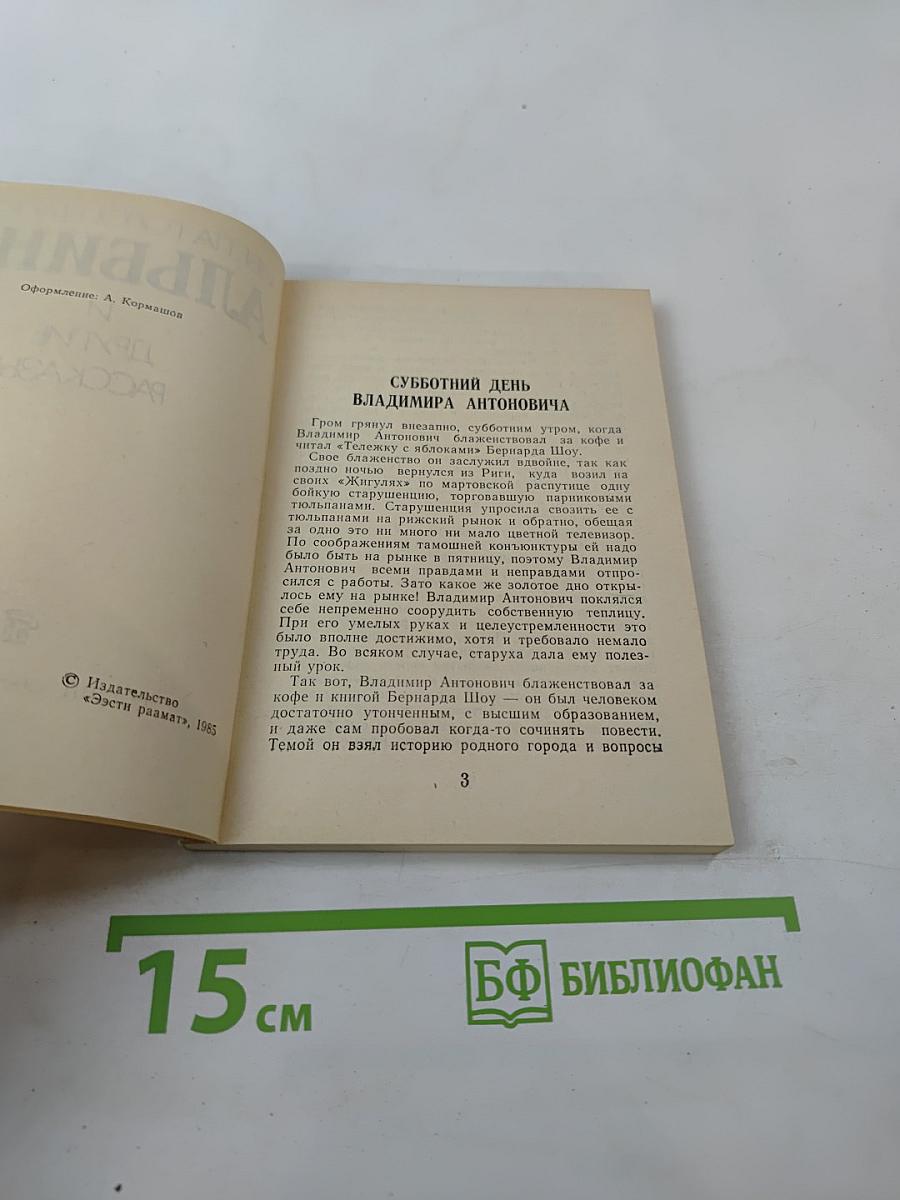 Оформление: А. Кормашов
© Издательство
«Ээсти раамат», 1985
СУББОТНИЙ ДЕНЬ
ВЛАДИМИРА АНТОНОВИЧА
Гром грянул внезапно, субботним утром, когда
Владимир Антонович блаженствовал за кофе и
читал «Тележку с яблоками» Бернарда Шоу.
Свое блаженство он заслужил вдвойне, так как
поздно ночью вернулся из Риги, куда возил на
своих «Жигулях» по мартовской распутице одну
бойкую старушенцию, торговавшую парниковыми
тюльпанами. Старушенция упросила свозить ее с
тюльпанами на рижский рынок и обратно, обещая
за одно это ни много ни мало цветной телевизор.
По соображениям тамошней конъюнктуры ей надо
было быть на рынке в пятницу, поэтому Владимир
Антонович всеми правдами и неправдами отпро-
сился с работы. Зато какое же золотое дно откры-
лось ему на рынке! Владимир Антонович поклялся
себе непременно соорудить собственную теплицу.
При его умелых руках и целеустремленности это
было вполне достижимо, хотя и требовало немало
труда. Во всяком случае, старуха дала ему полез-
ный урок.
Так вот, Владимир Антонович блаженствовал за
кофе и книгой Бернарда Шоу — он был человеком
достаточно утонченным, с высшим образованием,
и даже сам пробовал когда-то сочинять повести.
Темой он взял историю родного города и вопросы
3
15 см
БФ БИБЛИОФАН